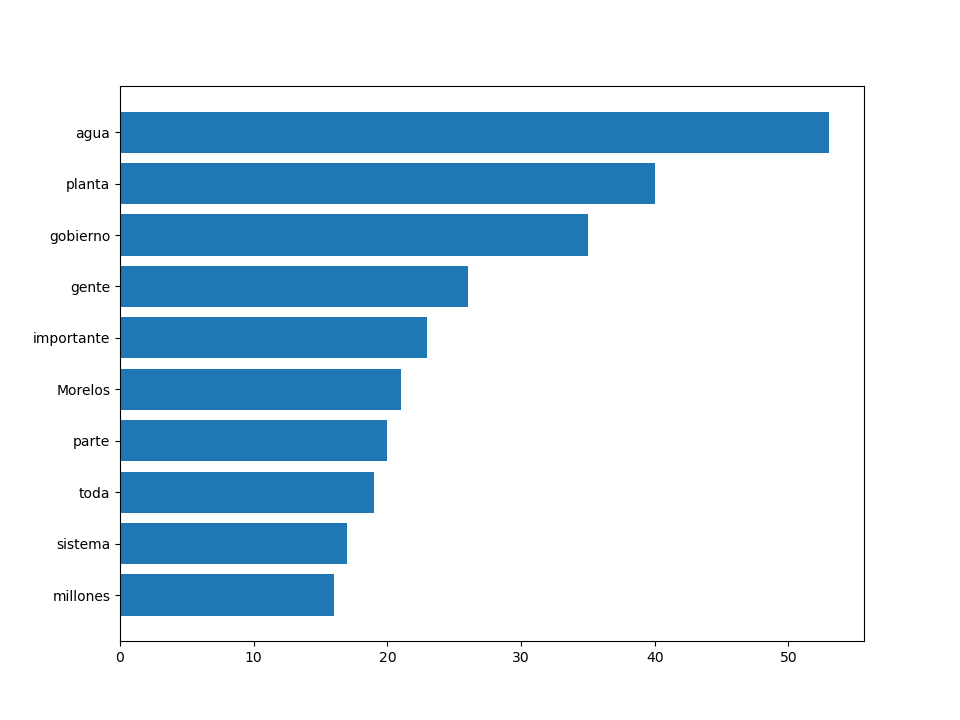 agua
planta
gobierno
gente
importante
Morelos
parte
toda
sistema
millones
0 10 20 30 40 50